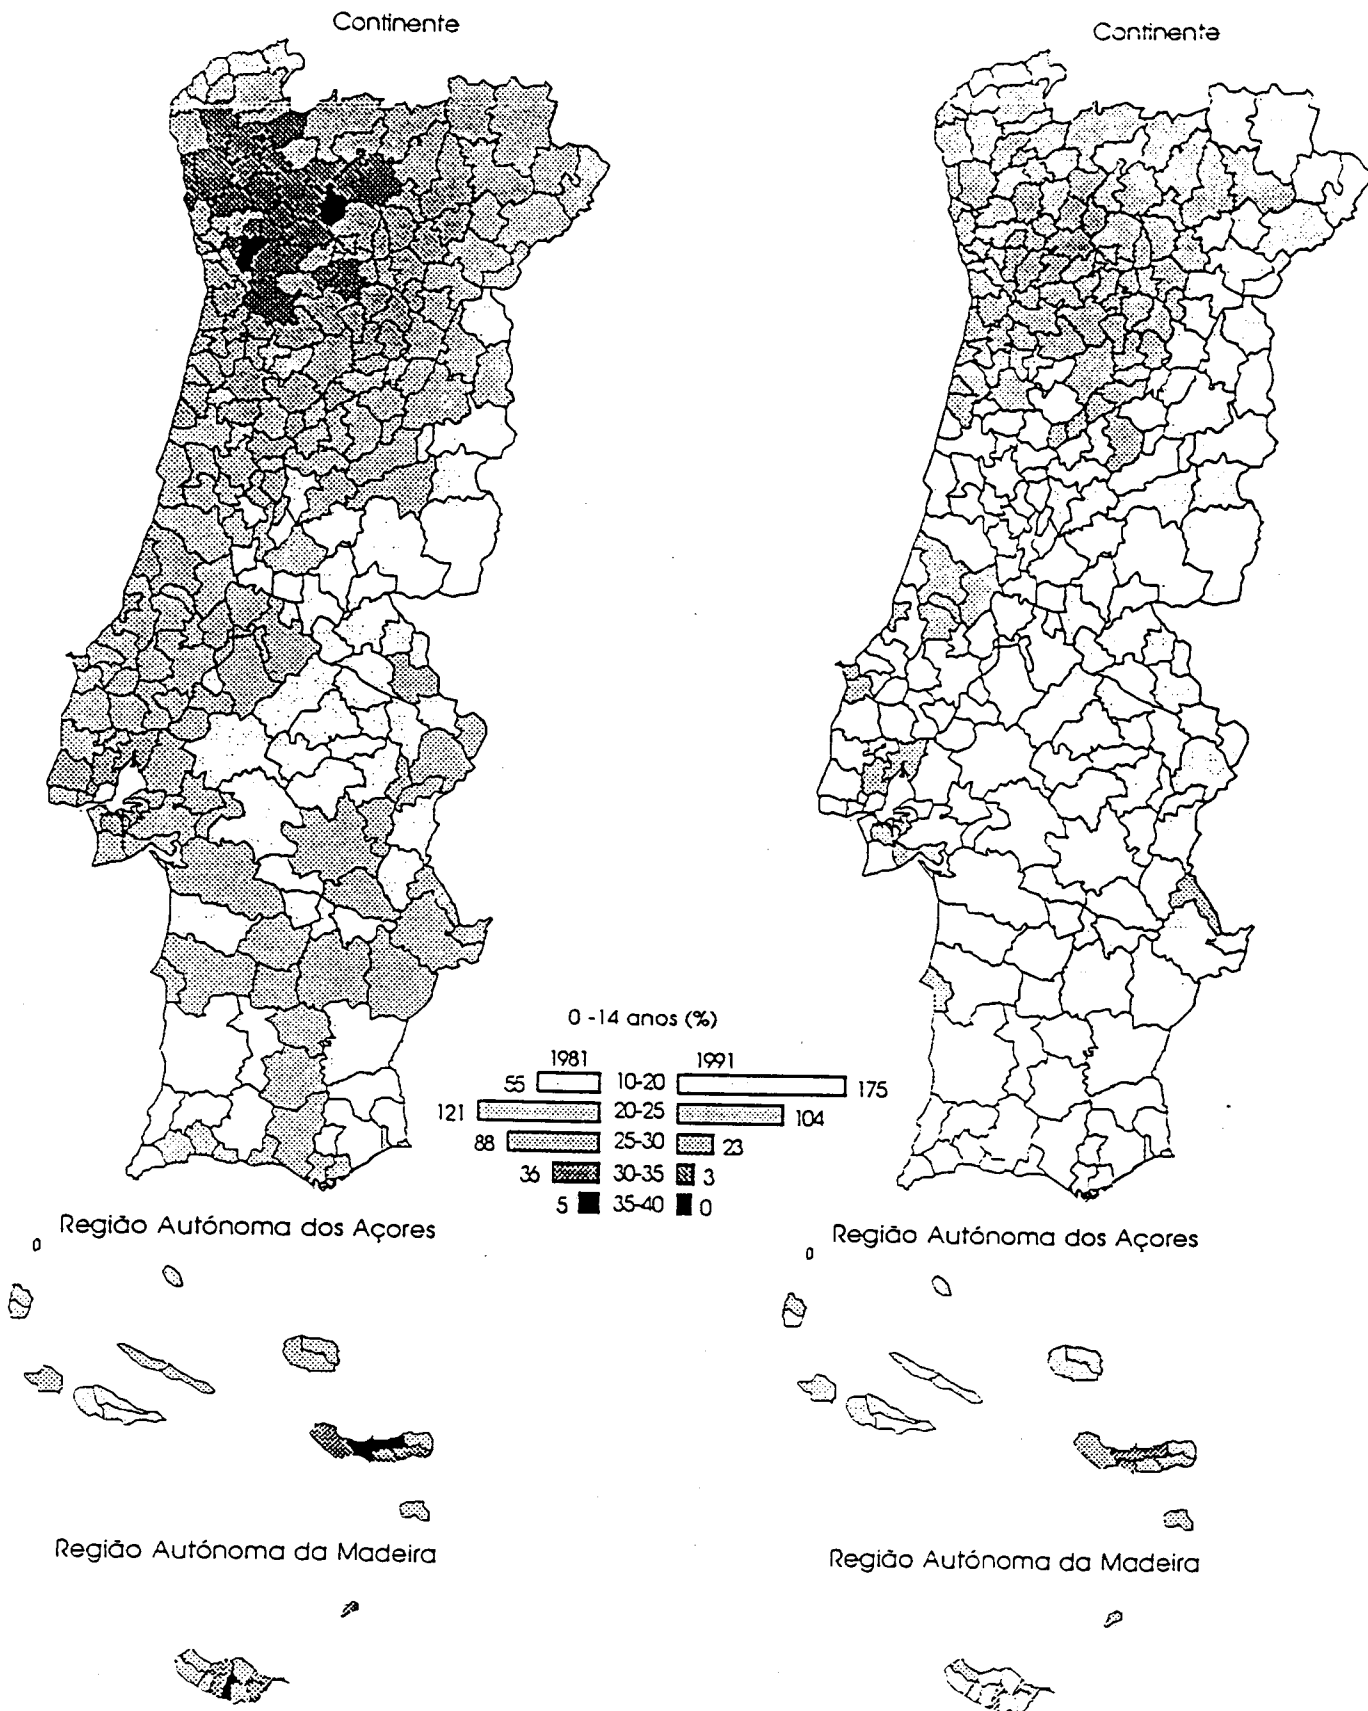 Continente
Continente
0 -14 anos (%)
1981 1991
55 10-20 175
121 20-25 104
88 25-30 23
36 30-35 3
5 35-40 0
Região Autónoma dos Açores
Região Autónoma dos Açores
Região Autónoma da Madeira
Região Autónoma da Madeira